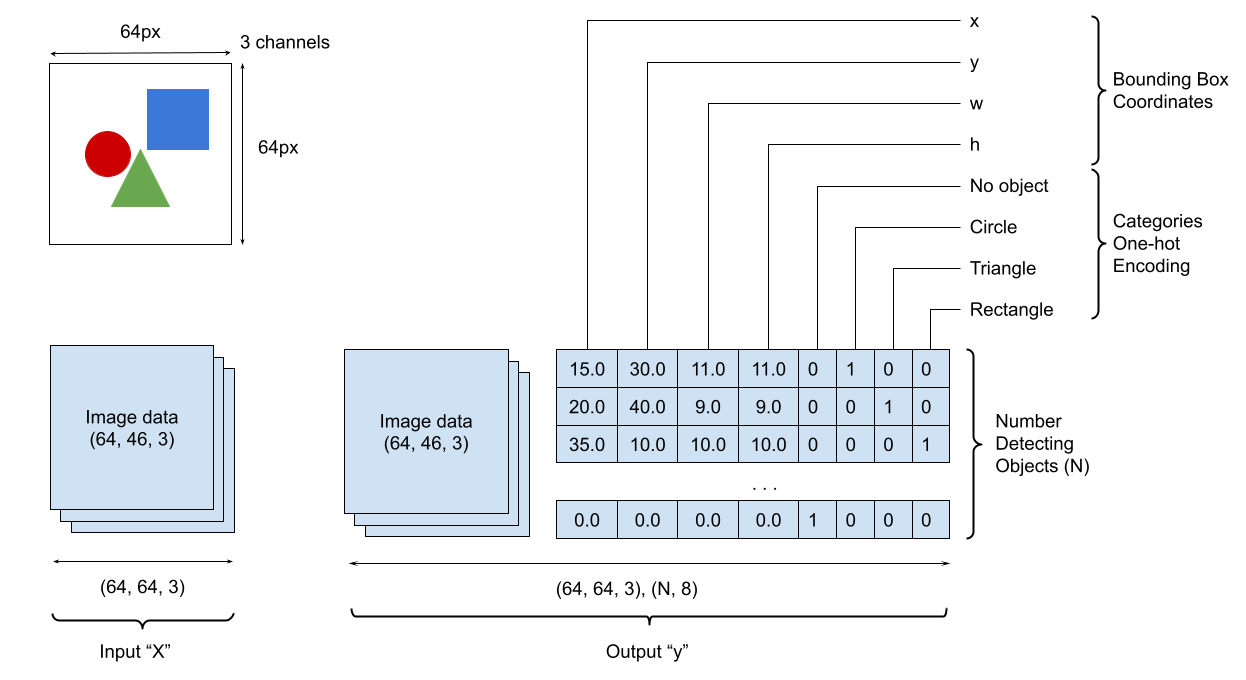 64px
3 channels
64px
x
y
w
h
Bounding Box
Coordinates
No object
Circle
Triangle
Rectangle
Categories
One-hot
Encoding
Image data
(64, 46, 3)
(64, 64, 3)
Input “X”
Image data
(64, 46, 3)
15.0 30.0 11.0 11.0 0 1 0 0
20.0 40.0 9.0 9.0 0 0 1 0
35.0 10.0 10.0 10.0 0 0 0 1
. . .
0.0 0.0 0.0 0.0 1 0 0 0
Number
Detecting
Objects (N)
(64, 64, 3), (N, 8)
Output “y”